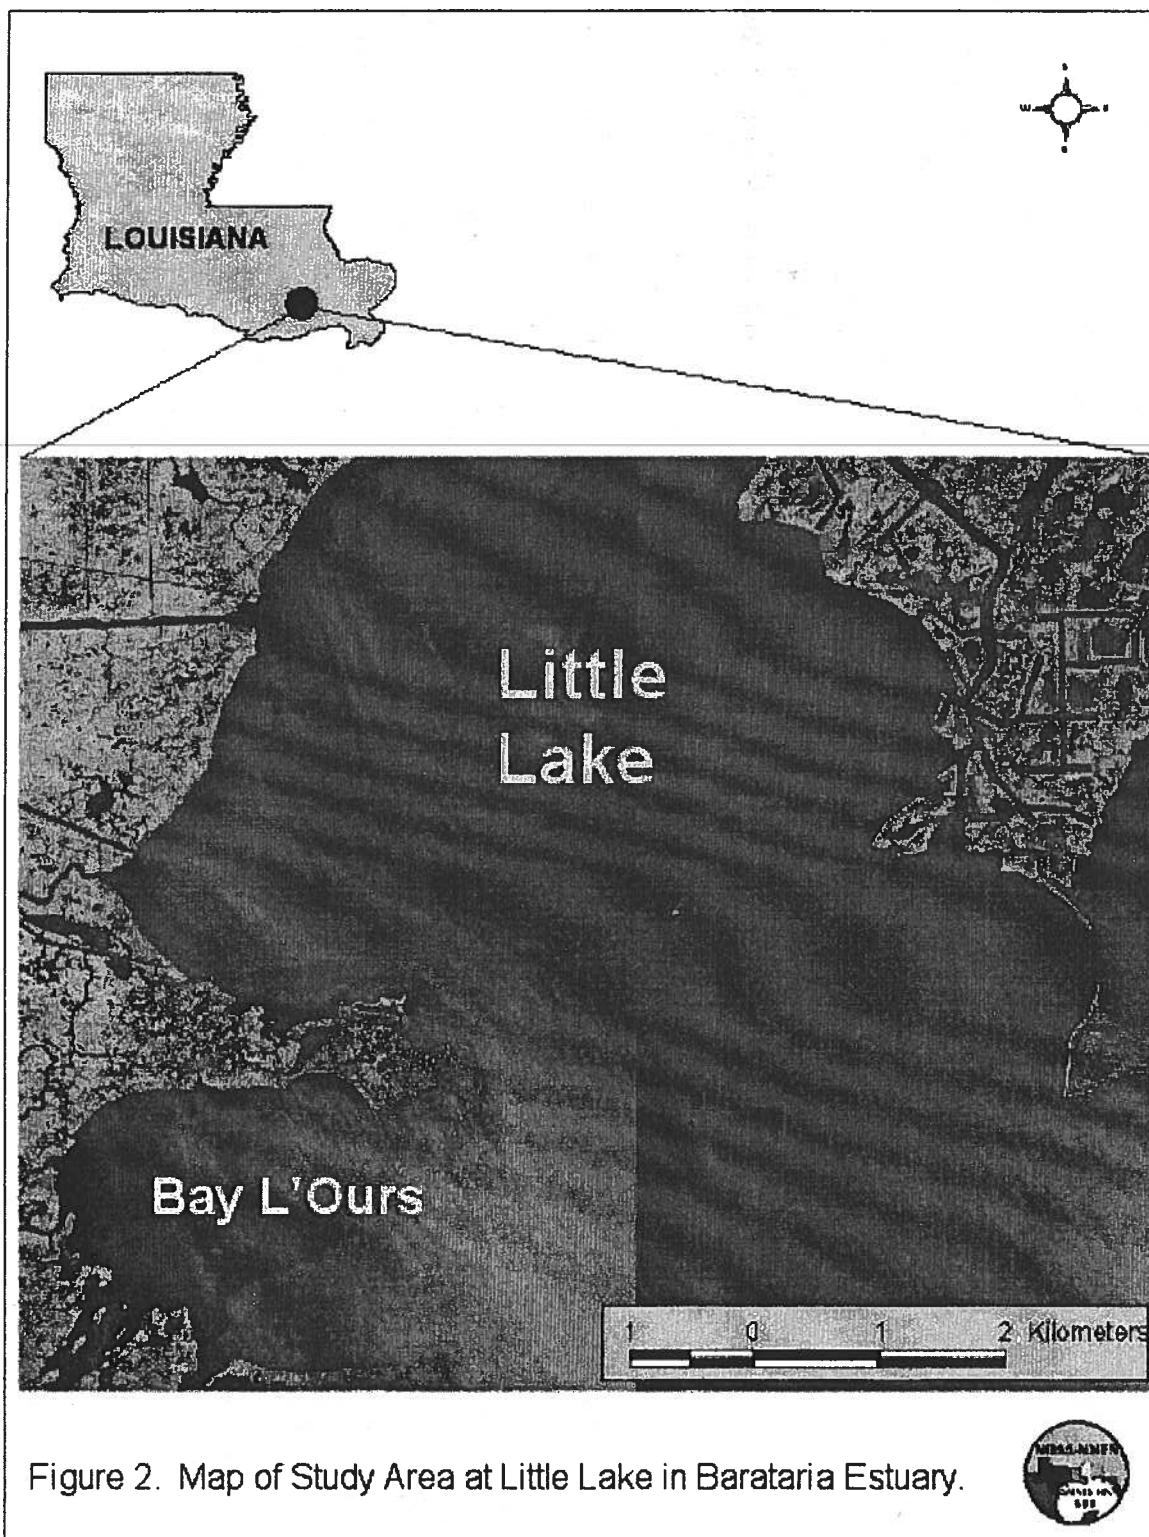 LOUISIANA
W
Little
Lake
Bay L'Ours
1 0 1 2 Kilometers
Figure 2. Map of Study Area at Little Lake in Barataria Estuary.